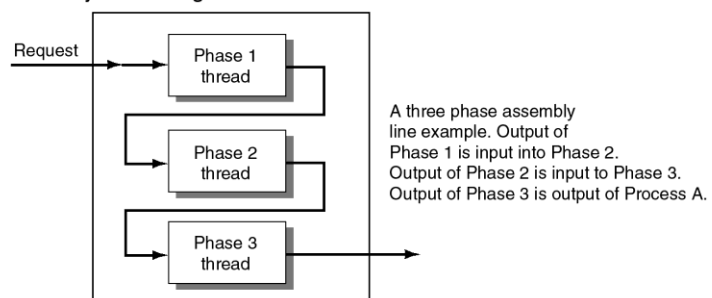 Request
Phase 1
thread
Phase 2
thread
Phase 3
thread
A three phase assembly
line example. Output of
Phase 1 is input into Phase 2.
Output of Phase 2 is input to Phase 3.
Output of Phase 3 is output of Process A.